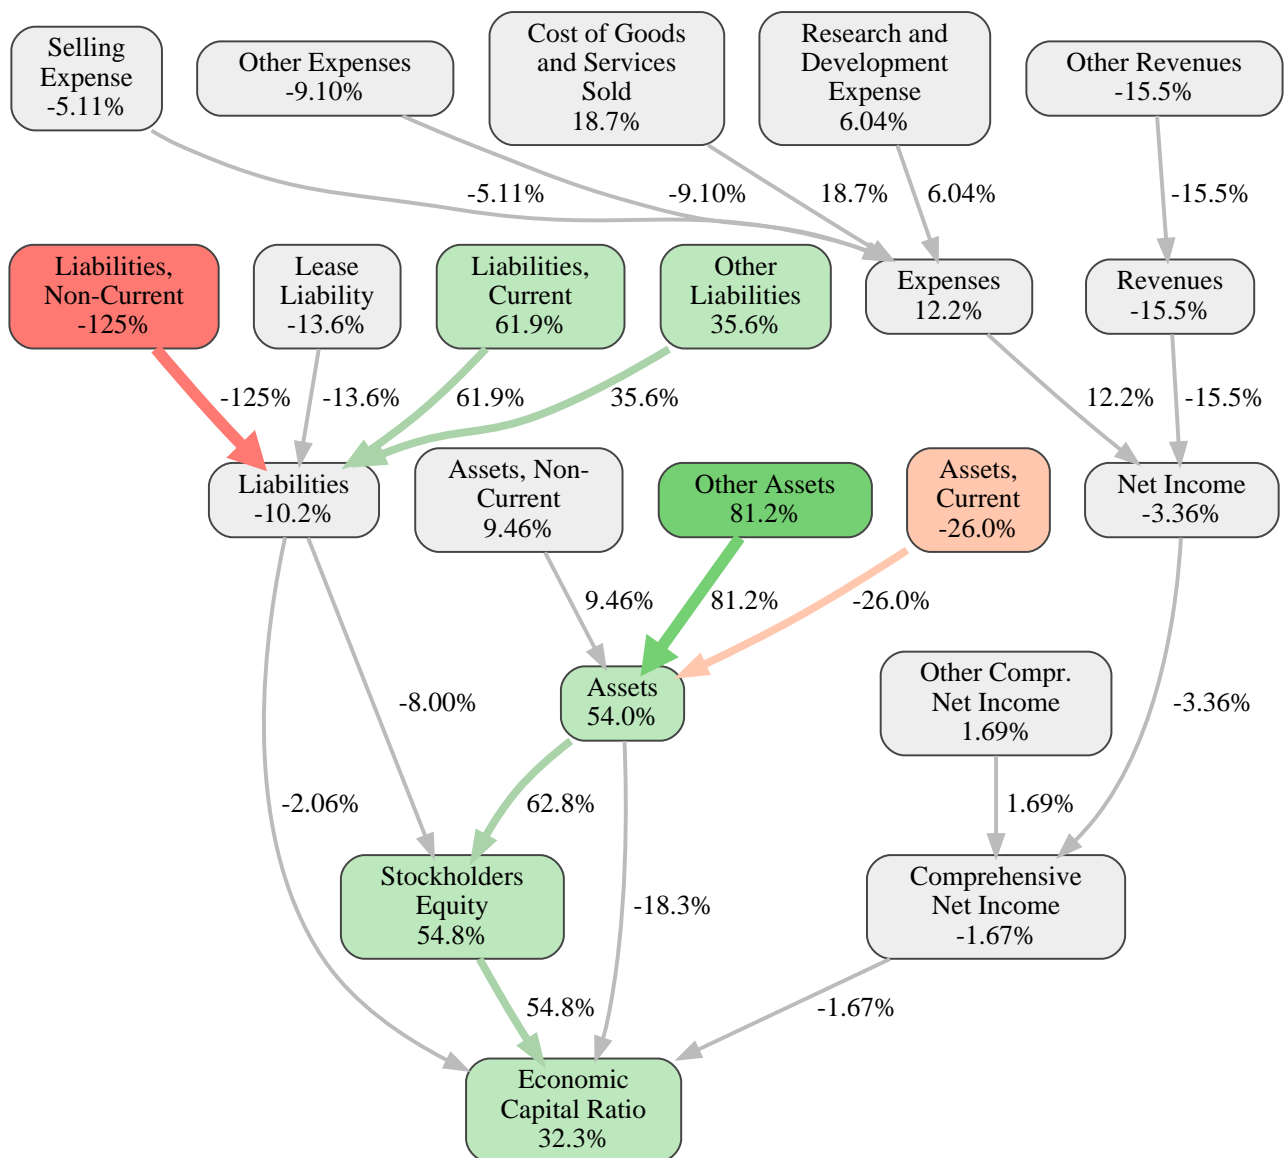 Selling
Expense
-5.11%
Other Expenses
-9.10%
Cost of Goods
and Services
Sold
18.7%
Research and
Development
Expense
6.04%
Other Revenues
-15.5%
-5.11%
-9.10%
18.7%
6.04%
-15.5%
Liabilities,
Non-Current
-125%
Lease
Liability
-13.6%
Liabilities,
Current
61.9%
Other
Liabilities
35.6%
Expenses
12.2%
Revenues
-15.5%
-125%
-13.6%
61.9%
35.6%
12.2%
-15.5%
Liabilities
-10.2%
Assets, Non-
Current
9.46%
Other Assets
81.2%
Assets,
Current
-26.0%
Net Income
-3.36%
9.46%
81.2%
-26.0%
-8.00%
Assets
54.0%
Other Compr.
Net Income
1.69%
-3.36%
-2.06%
62.8%
1.69%
Stockholders
Equity
54.8%
-18.3%
Comprehensive
Net Income
-1.67%
54.8%
-1.67%
Economic
Capital Ratio
32.3%